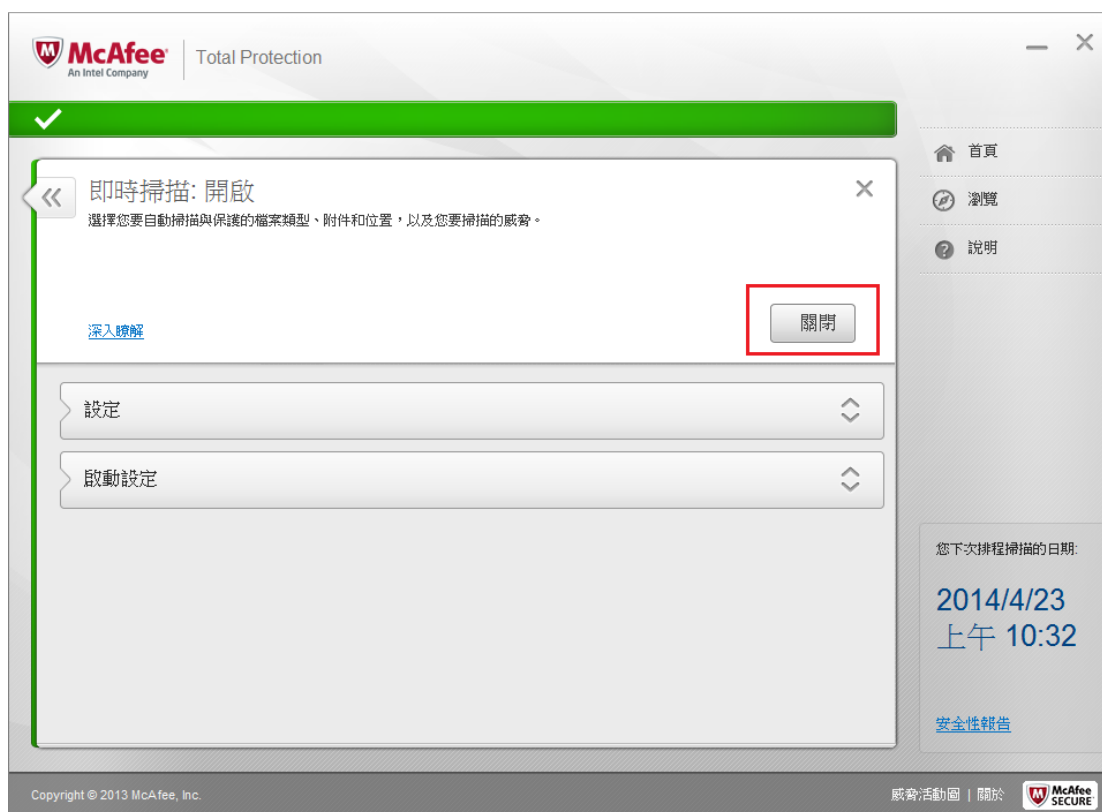 McAfee
An Intel Company
Total Protection
首頁
瀏覽
說明
即時掃描: 開啟
選擇您要自動掃描與保護的檔案類型、附件和位置，以及您要掃描的威脅。
深入瞭解
關閉
設定
啟動設定
您下次排程掃描的日期:
2014/4/23
上午 10:32
安全性報告
Copyright © 2013 McAfee, Inc.
威脅活動圖 | 關於
McAfee
SECURE